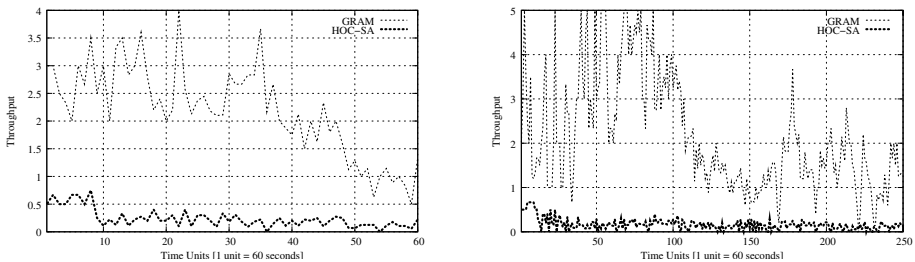 4
3.5
3
2.5
2
1.5
1
0.5
0
Throughput
GRAM
HOC-SA
10 20 30 40 50 60
Time Units [1 unit = 60 seconds]
5
4
3
2
1
0
Throughput
GRAM
HOC-SA
50 100 150 200 250
Time Units [1 unit = 60 seconds]